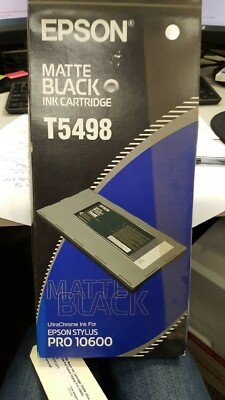 EPSON
MATTE
BLACK
INK CARTRIDGE
T5498
MATTE
BLACK
UltraChrome Ink For
EPSON STYLUS
PRO 10600